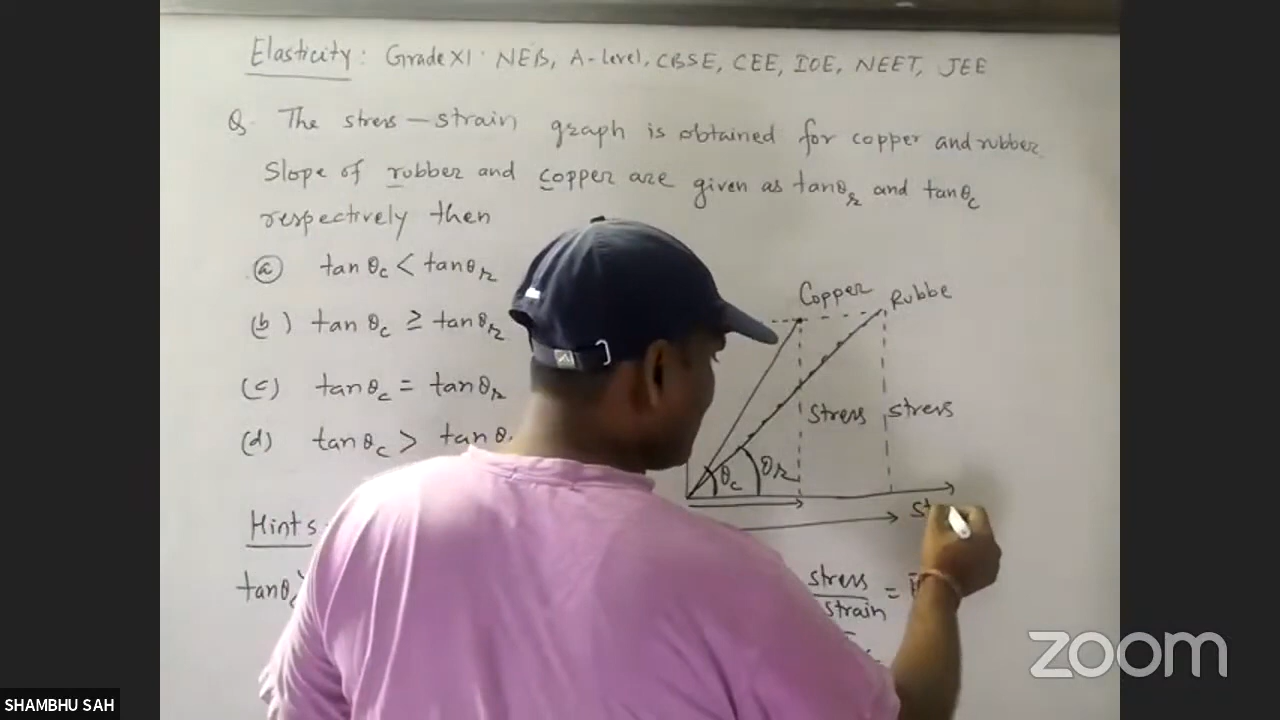 Elasticity: Grade XI: NEB, A-level, CBSE, CEE, IOE, NEET, JEE
Q. The stress-strain graph is obtained for copper and rubber.
Slope of rubber and copper are given as tanθr and tanθc
respectively then
(a) tanθc < tanθr
(b) tanθc ≥ tanθr
(c) tanθc = tanθr
(d) tanθc > tanθ
Copper
Rubbe
stress
stress
θc
θr
Hints
tanθ
stress
strain
=
zoom
SHAMBHU SAH